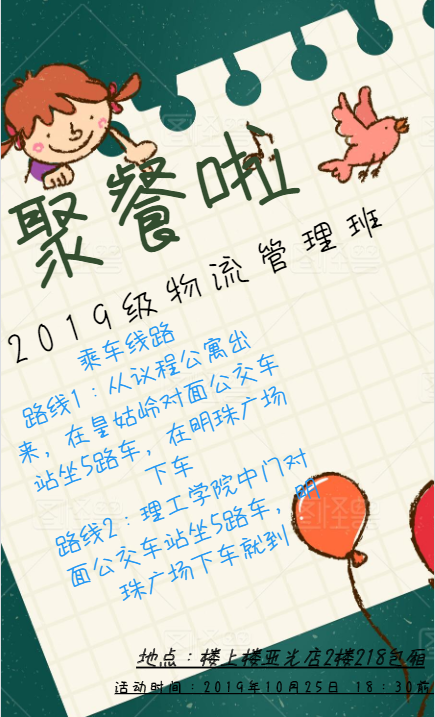 聚餐啦
2019级物流管理班
乘车线路
路线1：从议程公寓出
来，在皇姑岭对面公交车
站坐5路车，在明珠广场
下车
路线2：理工学院中门对
面公交车站坐5路车，明
珠广场下车就到
地点：楼上楼亚光店2楼218包厢
活动时间：2019年10月25日 18：30前